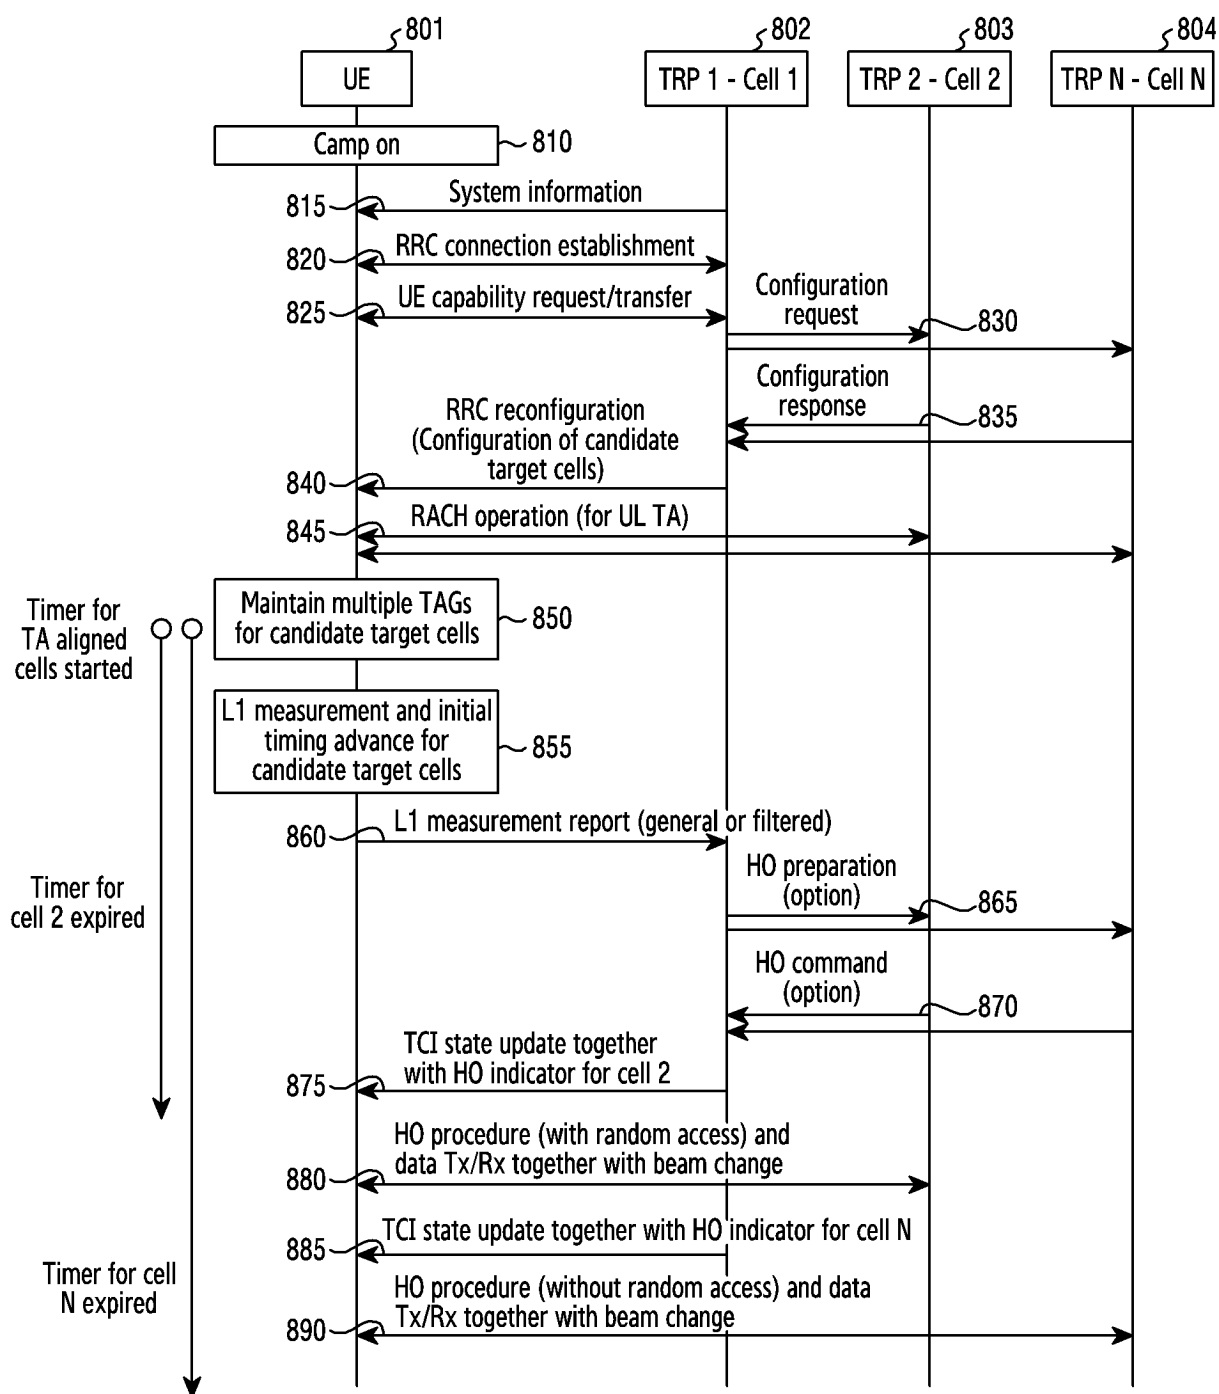 801
802
803
804
UE
TRP 1 - Cell 1
TRP 2 - Cell 2
TRP N - Cell N
Camp on
810
System information
815
RRC connection establishment
820
UE capability request/transfer
825
Configuration
request
830
Configuration
response
835
RRC reconfiguration
(Configuration of candidate
target cells)
840
RACH operation (for UL TA)
845
Timer for
TA aligned
cells started
Maintain multiple TAGs
for candidate target cells
850
L1 measurement and initial
timing advance for
candidate target cells
855
L1 measurement report (general or filtered)
860
HO preparation
(option)
865
Timer for
cell 2 expired
HO command
(option)
870
TCI state update together
with HO indicator for cell 2
875
HO procedure (with random access) and
data Tx/Rx together with beam change
880
TCI state update together with HO indicator for cell N
885
Timer for cell
N expired
HO procedure (without random access) and data
Tx/Rx together with beam change
890